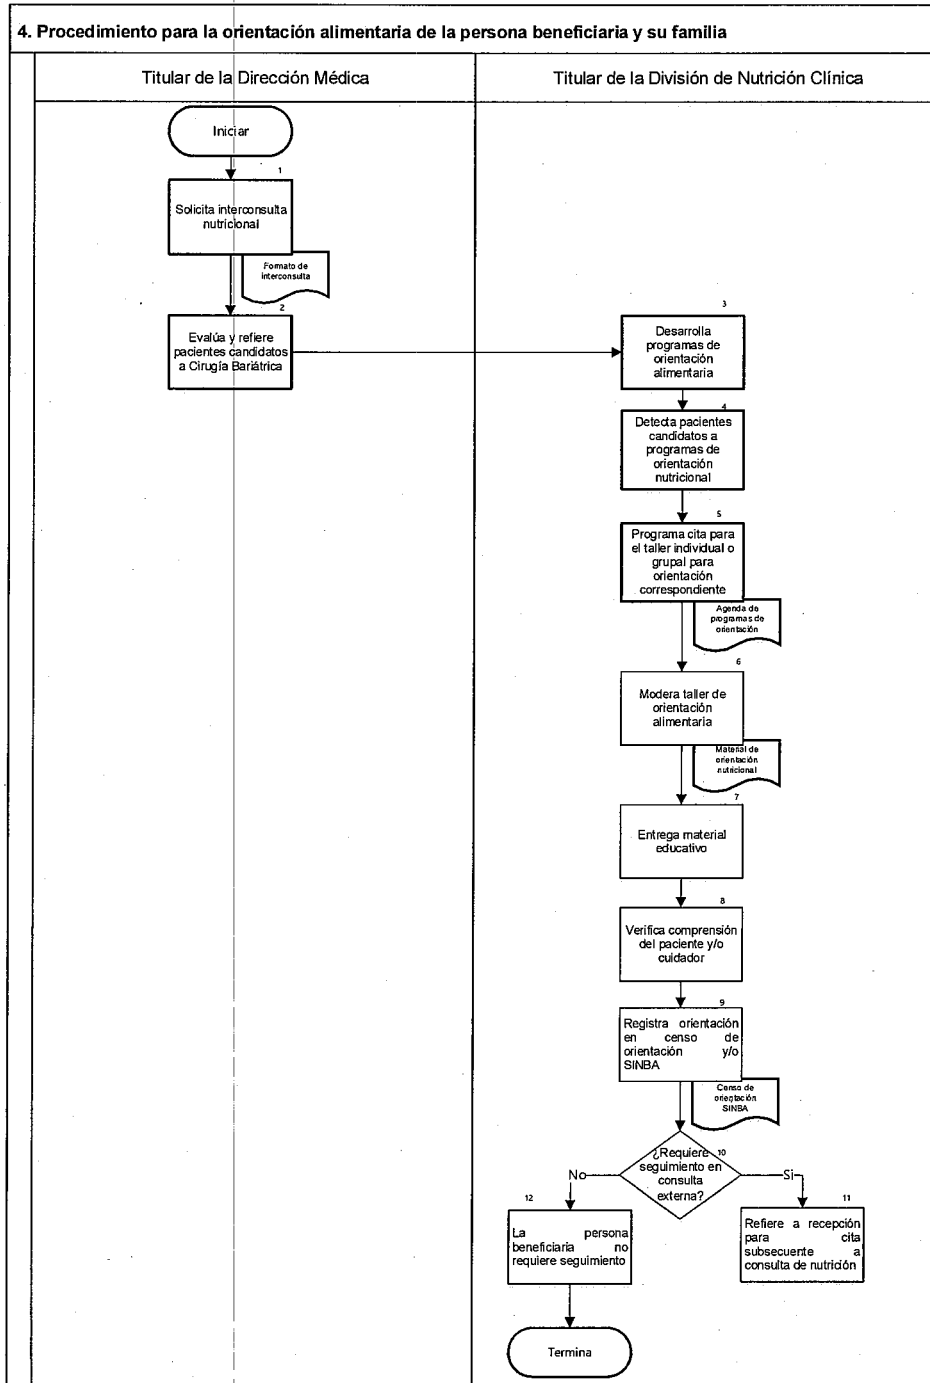 4. Procedimiento para la orientación alimentaria de la persona beneficiaria y su familia
Titular de la Dirección Médica
Titular de la División de Nutrición Clínica
Iniciar
1
Solicita interconsulta
nutricional
Formato de
interconsulta
2
Evalúa y refiere
pacientes candidatos
a Cirugía Bariátrica
3
Desarrolla
programas de
orientación
alimentaria
4
Detecta pacientes
candidatos a
programas de
orientación
nutricional
5
Programa cita para
el taller individual o
grupal para
orientación
correspondiente
Agenda de
programas de
orientación
6
Modera taller de
orientación
alimentaria
Material de
orientación
nutricional
7
Entrega material
educativo
8
Verifica comprensión
del paciente y/o
cuidador
9
Registra orientación
en censo de
orientación y/o
SINBA
Censo de
orientación
SINBA
10
¿Requiere
seguimiento en
consulta
externa?
No
Si
12
La persona
beneficiaria no
requiere seguimiento
11
Refiere a recepción
para cita
subsecuente a
consulta de nutrición
Termina